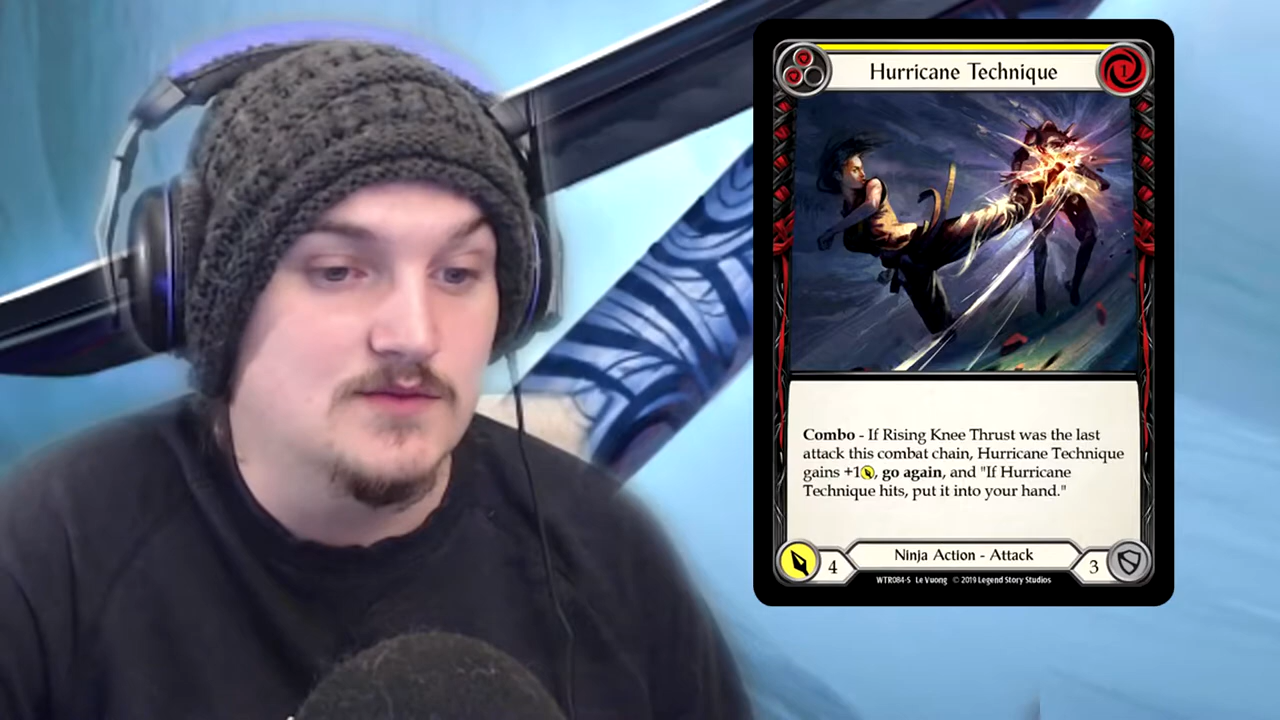 Hurricane Technique
1
Combo - If Rising Knee Thrust was the last
attack this combat chain, Hurricane Technique
gains +1, go again, and "If Hurricane
Technique hits, put it into your hand."
4
Ninja Action - Attack
3
WTR084-S Le Vuong © 2019 Legend Story Studios